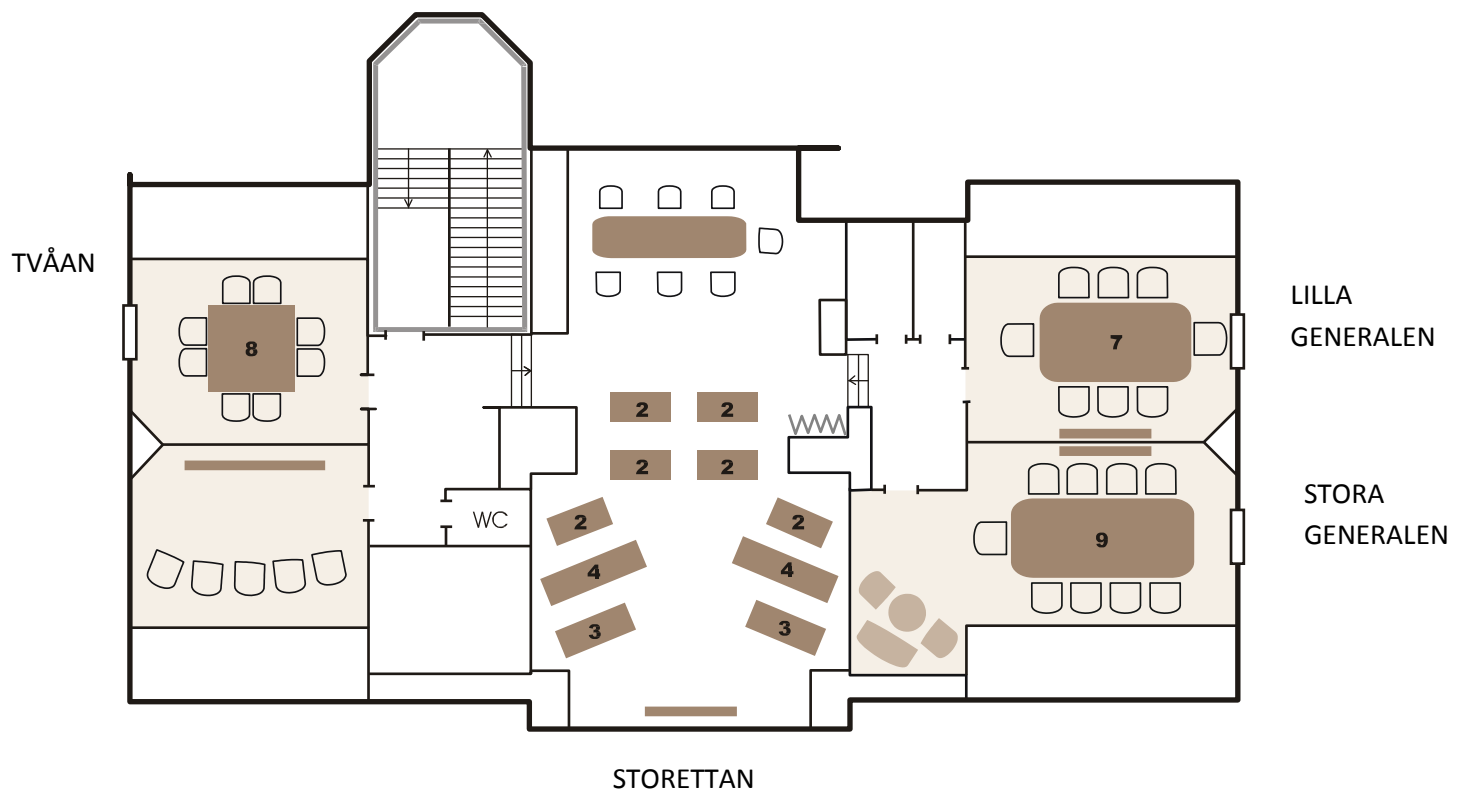 TVÅAN
8
7
LILLA
GENERALEN
2 2
2 2
WC
2 2
4 4
3 3
9
STORA
GENERALEN
STORETTAN